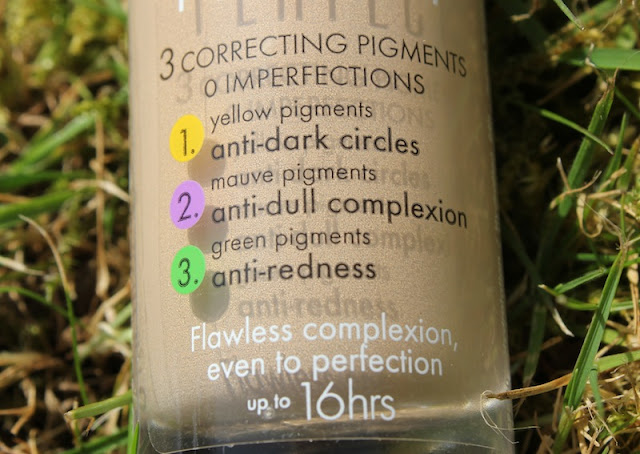 3 CORRECTING PIGMENTS
0 IMPERFECTIONS
yellow pigments
1. anti-dark circles
mauve pigments
2. anti-dull complexion
green pigments
3. anti-redness
Flawless complexion,
even to perfection
up to 16hrs